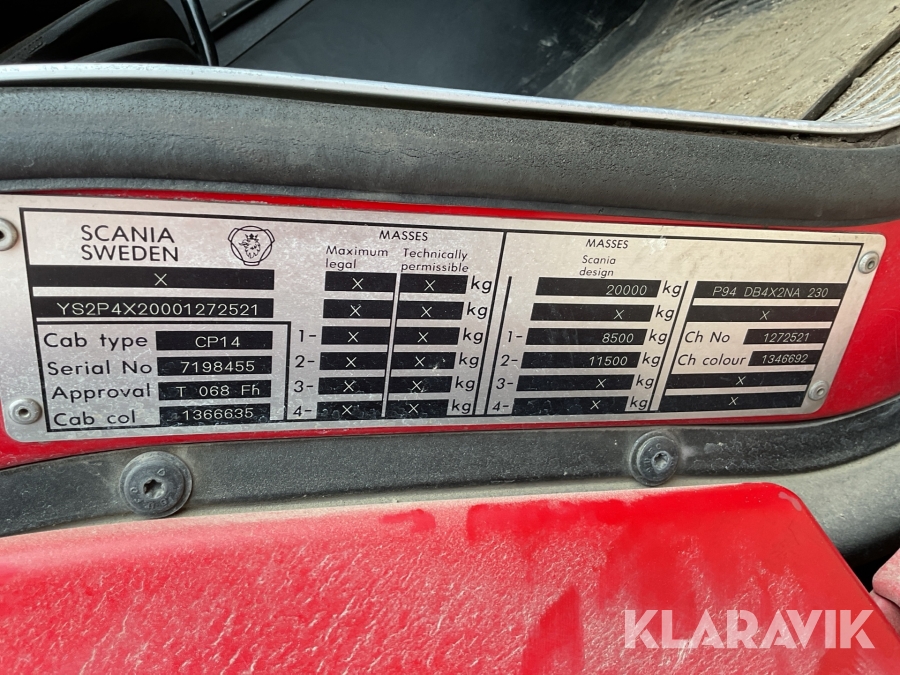 SCANIA
SWEDEN
X
YS2P4X20001272521
Cab type CP14
Serial No 7198455
Approval T 068 Fh
Cab col 1366635
MASSES
Maximum legal Technically permissible
X X kg
X X
1- X X kg
2- X X kg
3- X X kg
4- X X kg
MASSES
Scania
design
20000 kg
X kg
1- 8500 kg
2- 11500 kg
3- X kg
4- X kg
P94 DB4X2NA 230
X
Ch No 1272521
Ch colour 1346692
X
X
KLARAVIK